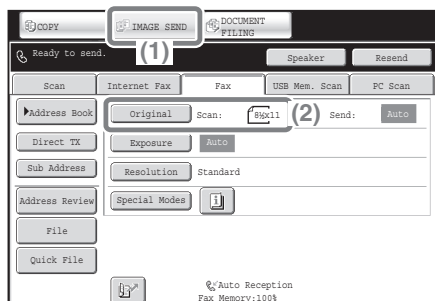 COPY IMAGE SEND DOCUMENT FILING
(1)
Ready to send. Speaker Resend
Scan Internet Fax Fax USB Mem. Scan PC Scan
Address Book Original Scan: 8½x11 (2) Send: Auto
Direct TX Exposure Auto
Sub Address Resolution Standard
Address Review Special Modes
File
Quick File
Auto Reception
Fax Memory:100%